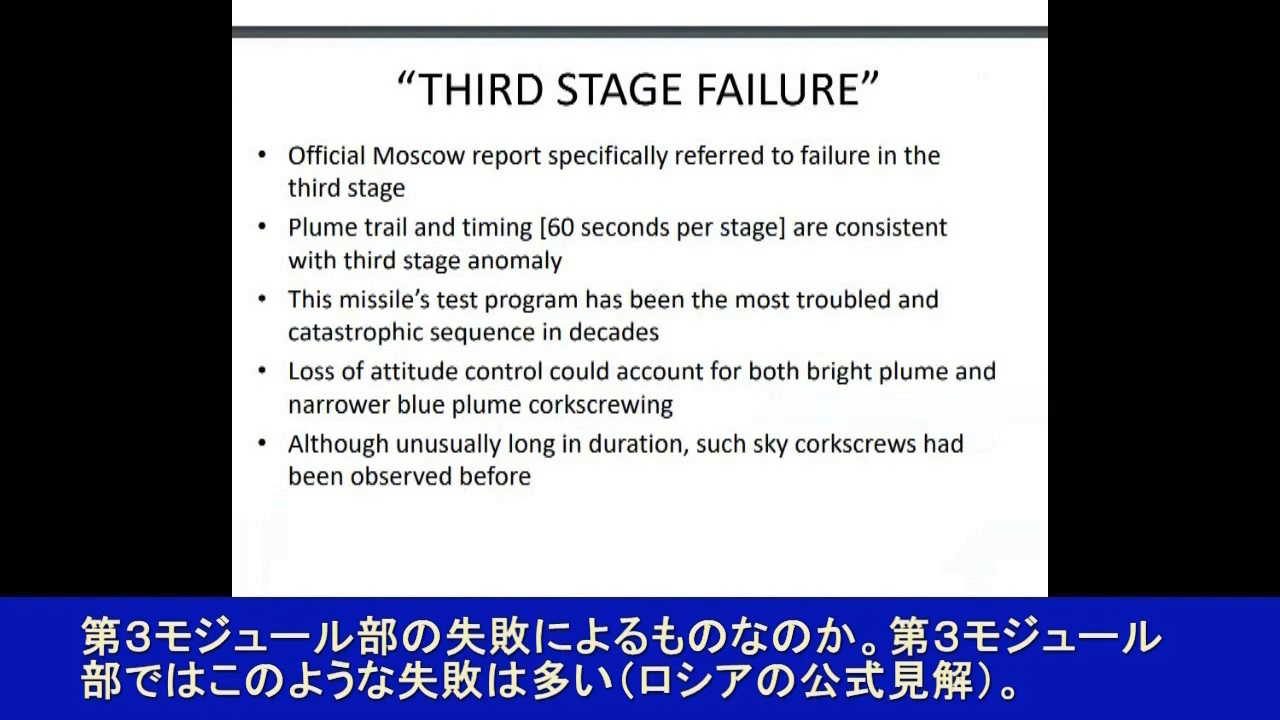 “THIRD STAGE FAILURE”
• Official Moscow report specifically referred to failure in the
third stage
• Plume trail and timing [60 seconds per stage] are consistent
with third stage anomaly
• This missile’s test program has been the most troubled and
catastrophic sequence in decades
• Loss of attitude control could account for both bright plume and
narrower blue plume corkscrewing
• Although unusually long in duration, such sky corkscrews had
been observed before
第３モジュール部の失敗によるものなのか。第３モジュール
部ではこのような失敗は多い（ロシアの公式見解）。